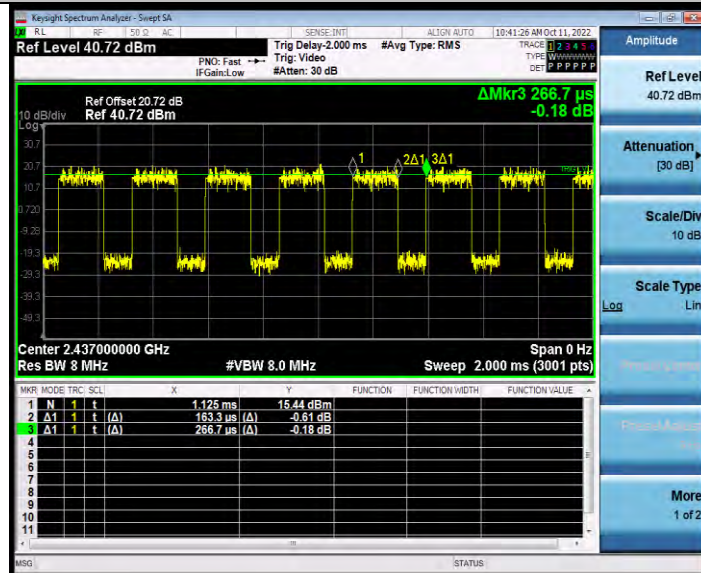 Keysight Spectrum Analyzer - Swept SA
RL RF 50 Ω AC SENSE:INT ALIGN AUTO 10:41:26 AM Oct 11, 2022
Ref Level 40.72 dBm
PNO: Fast
IFGain:Low
Trig Delay-2.000 ms
Trig: Video
#Atten: 30 dB
#Avg Type: RMS
TRACE 1 2 3 4 5 6
TYPE
DET P P P P P P
ΔMkr3 266.7 µs
-0.18 dB
Ref Offset 20.72 dB
10 dB/div Ref 40.72 dBm
Log
30.7
20.7
10.7
0.720
-9.28
-19.3
-29.3
-49.3
1 2Δ1 3Δ1
Center 2.437000000 GHz Span 0 Hz
Res BW 8 MHz #VBW 8.0 MHz Sweep 2.000 ms (3001 pts)
MKR MODE TRC SCL X Y FUNCTION FUNCTION WIDTH FUNCTION VALUE
1 N 1 t 1.125 ms 15.44 dBm
2 Δ1 1 t (Δ) 163.3 µs (Δ) -0.61 dB
3 Δ1 1 t (Δ) 266.7 µs (Δ) -0.18 dB
4
5
6
7
8
9
10
11
MSG STATUS
Amplitude
Ref Level
40.72 dBm
Attenuation
[30 dB]
Scale/Div
10 dB
Scale Type
Log Lin
More
1 of 2